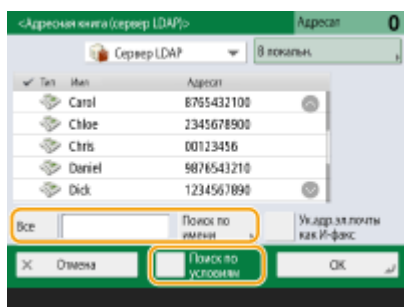 <Адресная книга (сервер LDAP)>
Адресат 0
Сервер LDAP
В локальн.
Тип Имя Адресат
Carol 8765432100
Chloe 2345678900
Chris 00123456
Daniel 9876543210
Dick 1234567890
Все
Поиск по имени
Ук.адр.эл.почты как И-факс
Отмена
Поиск по условиям
OK